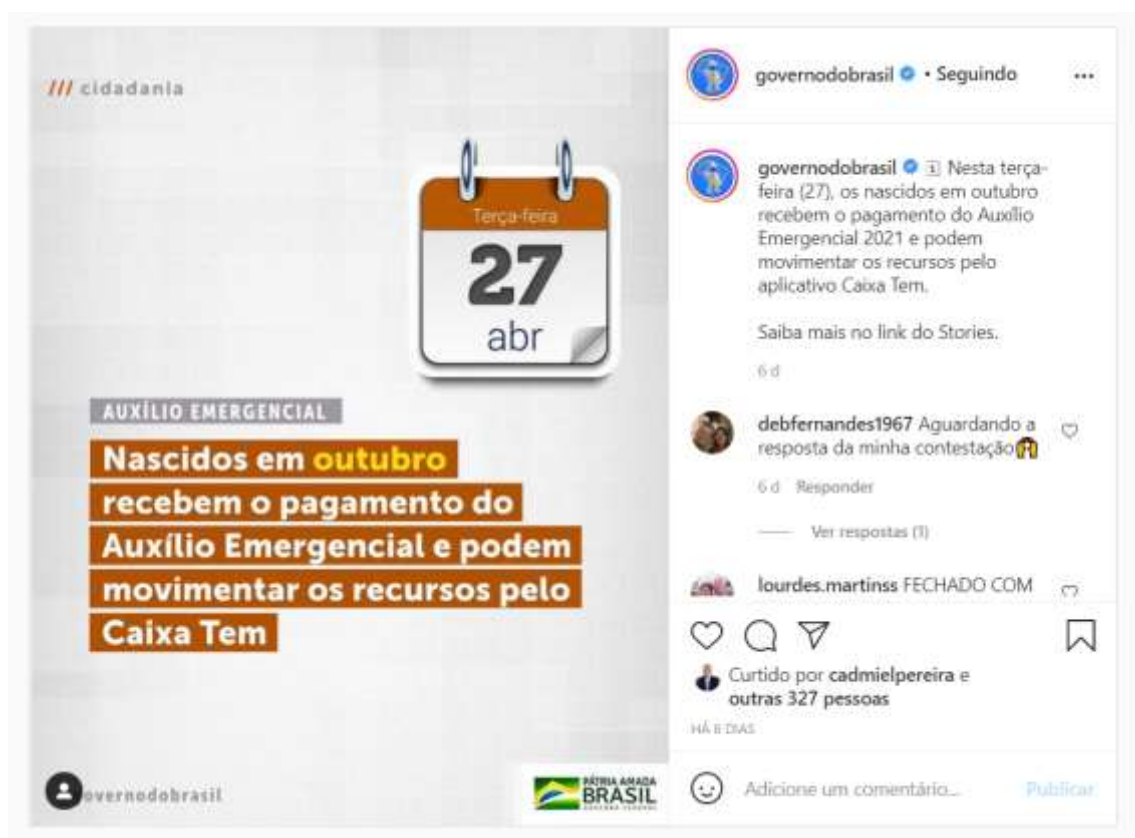 /// cidadania
Terça-feira
27
abr
AUXÍLIO EMERGENCIAL
Nascidos em outubro
recebem o pagamento do
Auxílio Emergencial e podem
movimentar os recursos pelo
Caixa Tem
overnodobrasil
PÁTRIA AMADA
BRASIL
GOVERNO FEDERAL
governodobrasil • Seguindo
governodobrasil 1 Nesta terça-
feira (27), os nascidos em outubro
recebem o pagamento do Auxílio
Emergencial 2021 e podem
movimentar os recursos pelo
aplicativo Caixa Tem.
Saiba mais no link do Stories.
6 d
debfernandes1967 Aguardando a
resposta da minha contestação
6 d Responder
Ver respostas (1)
lourdes.martinss FECHADO COM
Curtido por cadmielpereira e
outras 327 pessoas
HÁ 6 DIAS
Adicione um comentário...
Publicar